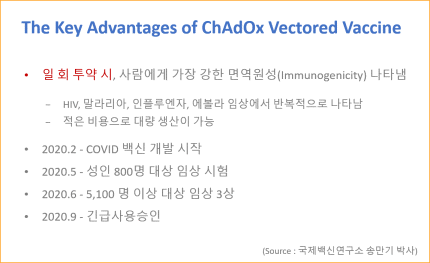 The Key Advantages of ChAdOx Vectored Vaccine
• 일 회 투약 시, 사람에게 가장 강한 면역원성(Immunogenicity) 나타냄
– HIV, 말라리아, 인플루엔자, 에볼라 임상에서 반복적으로 나타남
– 적은 비용으로 대량 생산이 가능
• 2020.2 - COVID 백신 개발 시작
• 2020.5 - 성인 800명 대상 임상 시험
• 2020.6 - 5,100 명 이상 대상 임상 3상
• 2020.9 - 긴급사용승인
(Source : 국제백신연구소 송만기 박사)